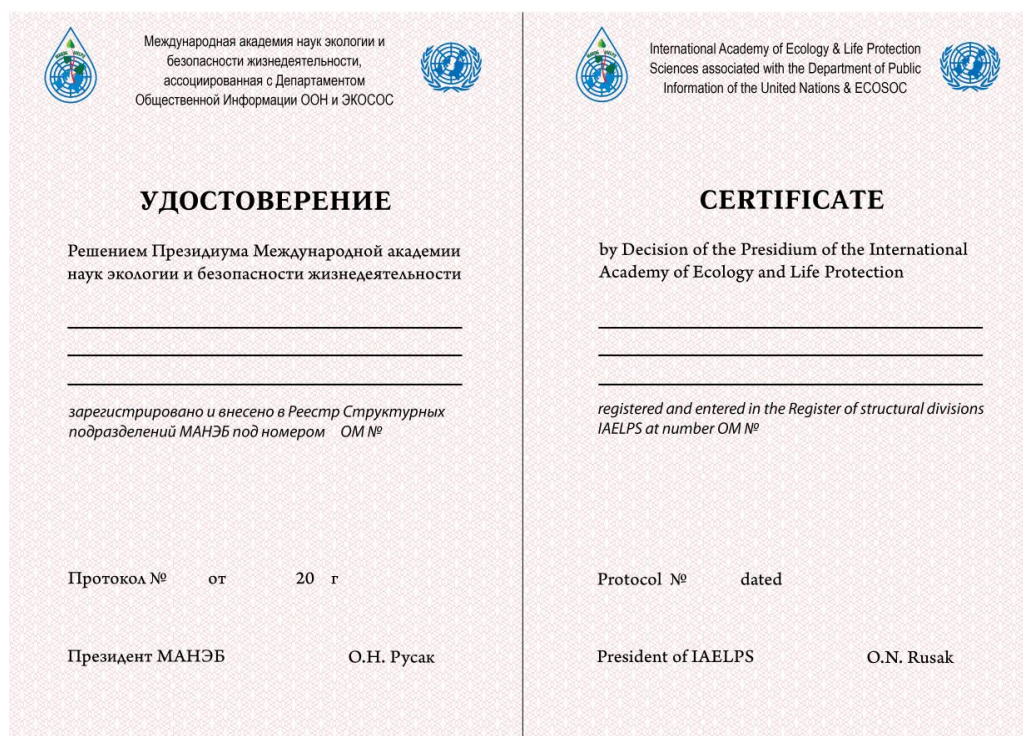 Международная академия наук экологии и
безопасности жизнедеятельности,
ассоциированная с Департаментом
Общественной Информации ООН и ЭКОСОС
УДОСТОВЕРЕНИЕ
Решением Президиума Международной академии
наук экологии и безопасности жизнедеятельности
зарегистрировано и внесено в Реестр Структурных
подразделений МАНЭБ под номером ОМ №
Протокол № от 20 г
Президент МАНЭБ О.Н. Русак
International Academy of Ecology & Life Protection
Sciences associated with the Department of Public
Information of the United Nations & ECOSOC
CERTIFICATE
by Decision of the Presidium of the International
Academy of Ecology and Life Protection
registered and entered in the Register of structural divisions
IAELPS at number OM №
Protocol № dated
President of IAELPS O.N. Rusak